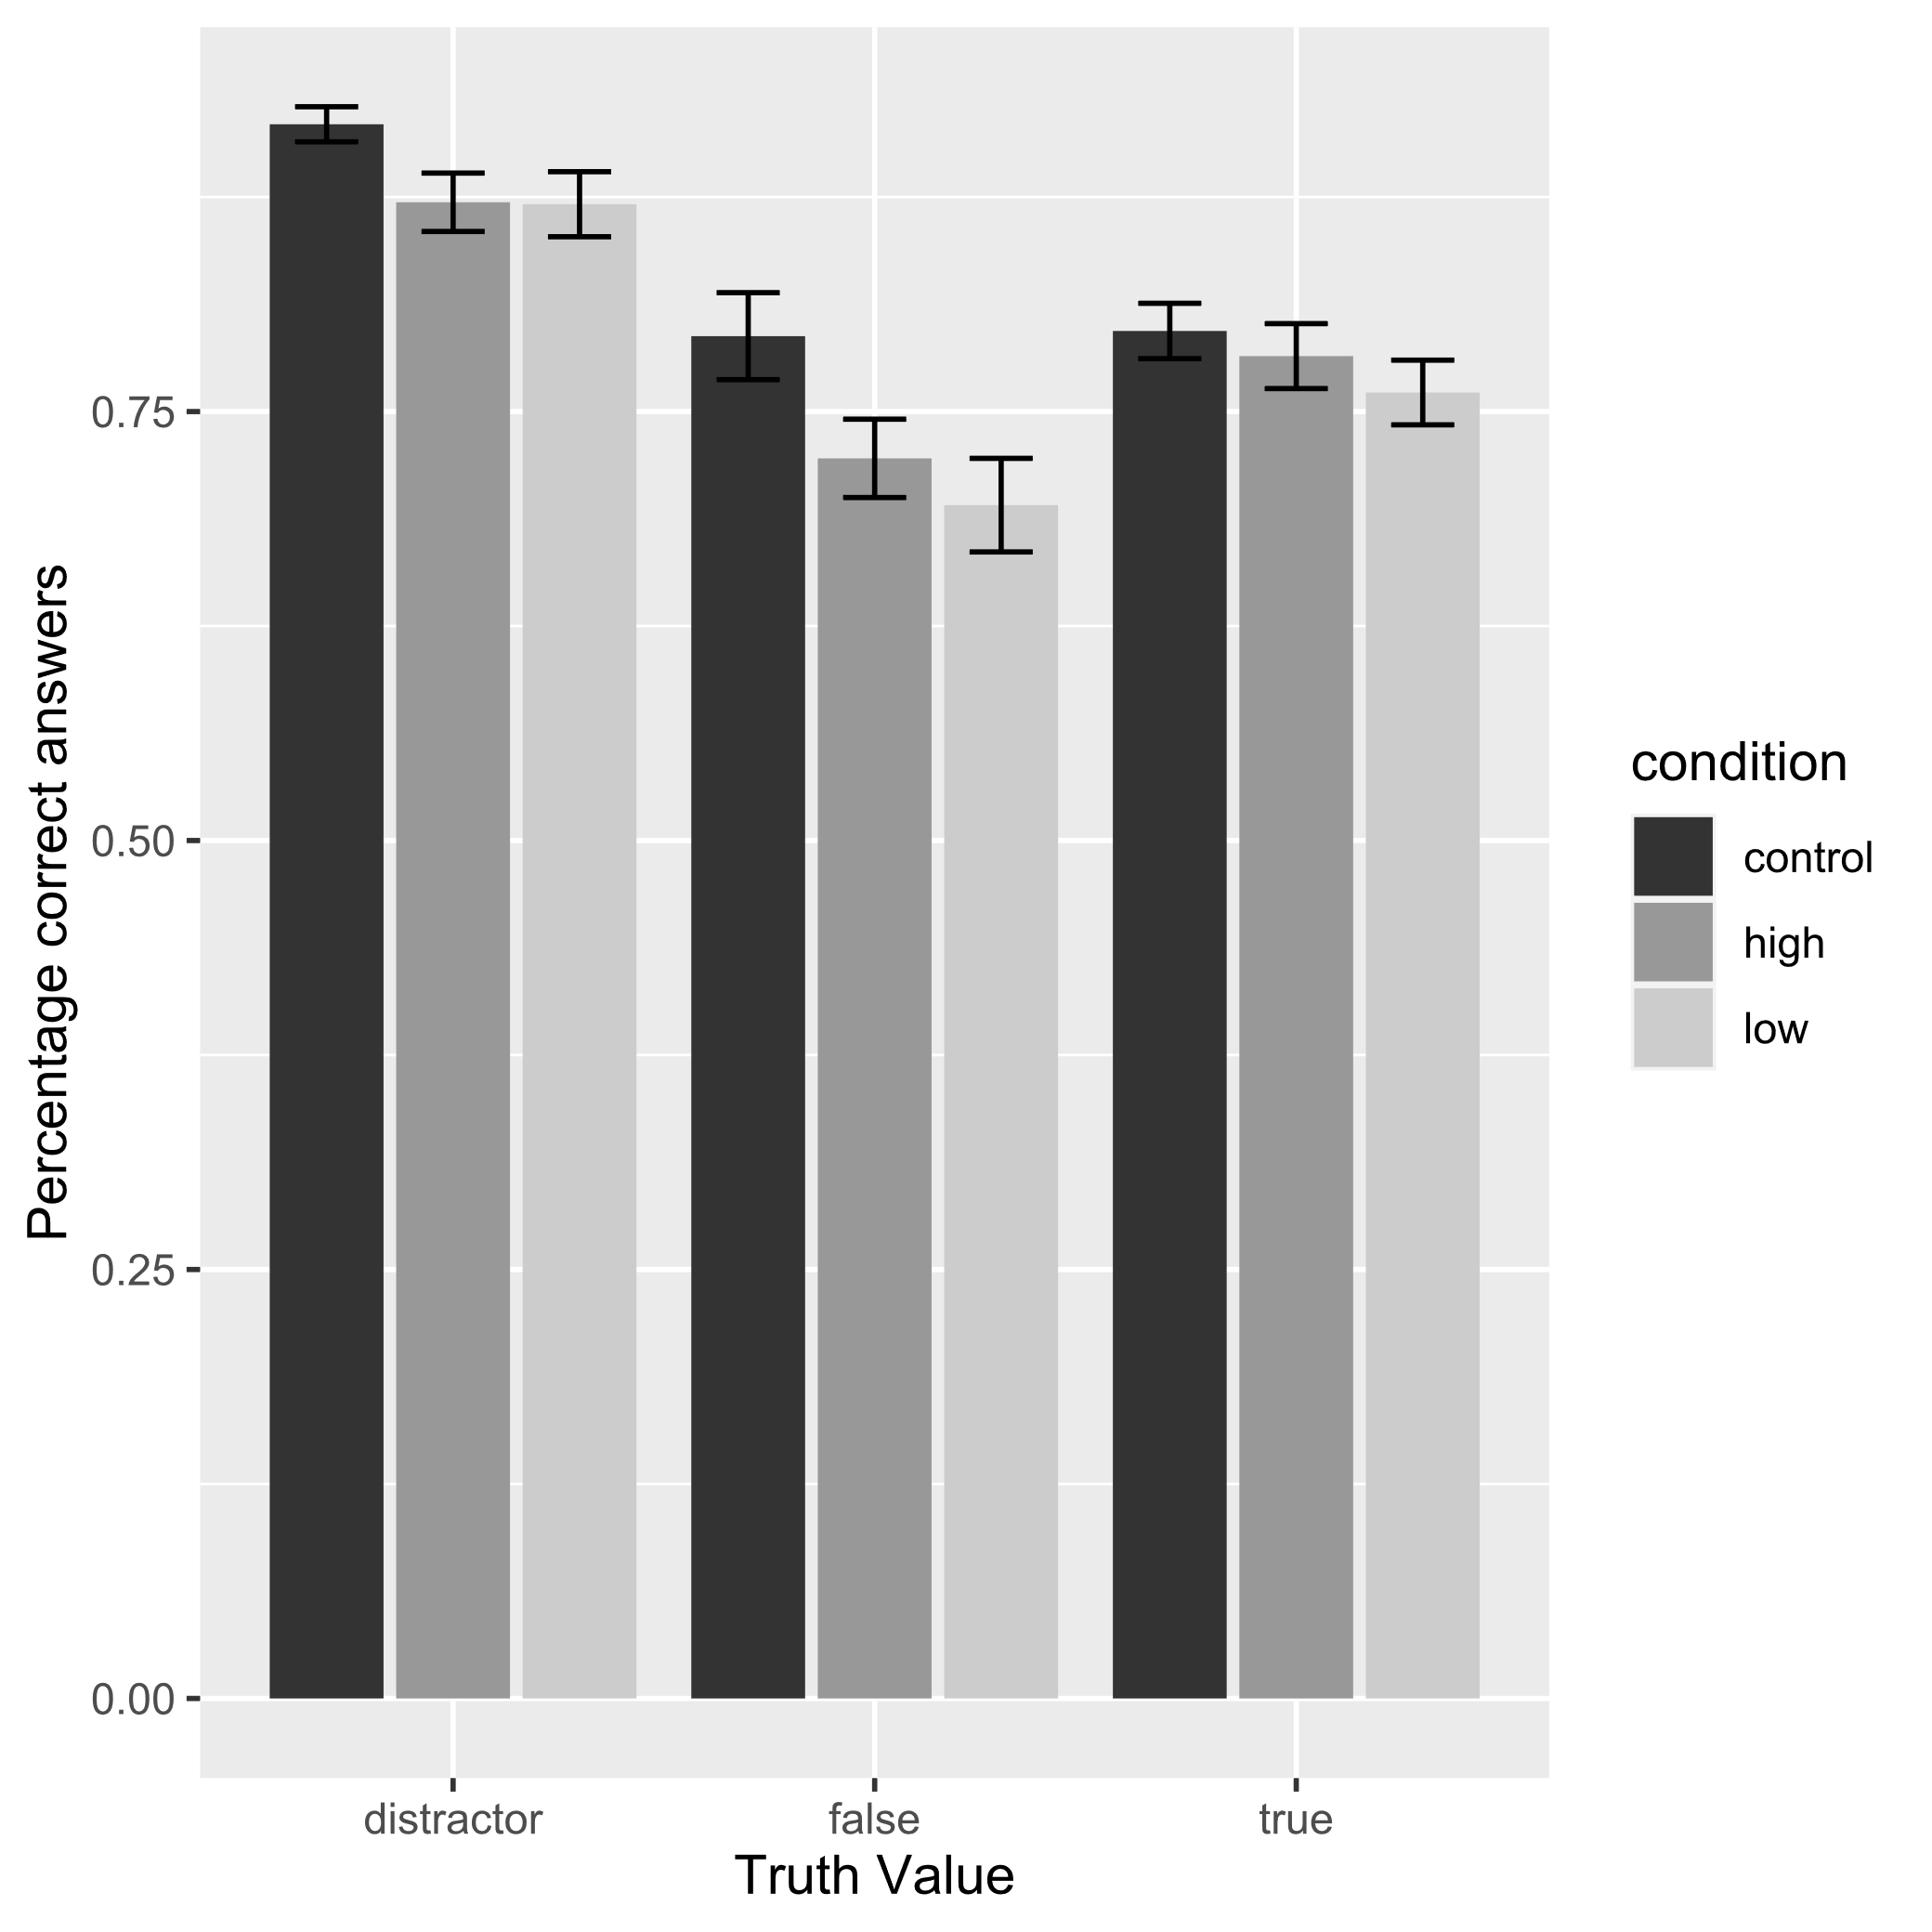 Percentage correct answers
0.75
0.50
0.25
0.00
distractor
false
true
Truth Value
condition
control
high
low